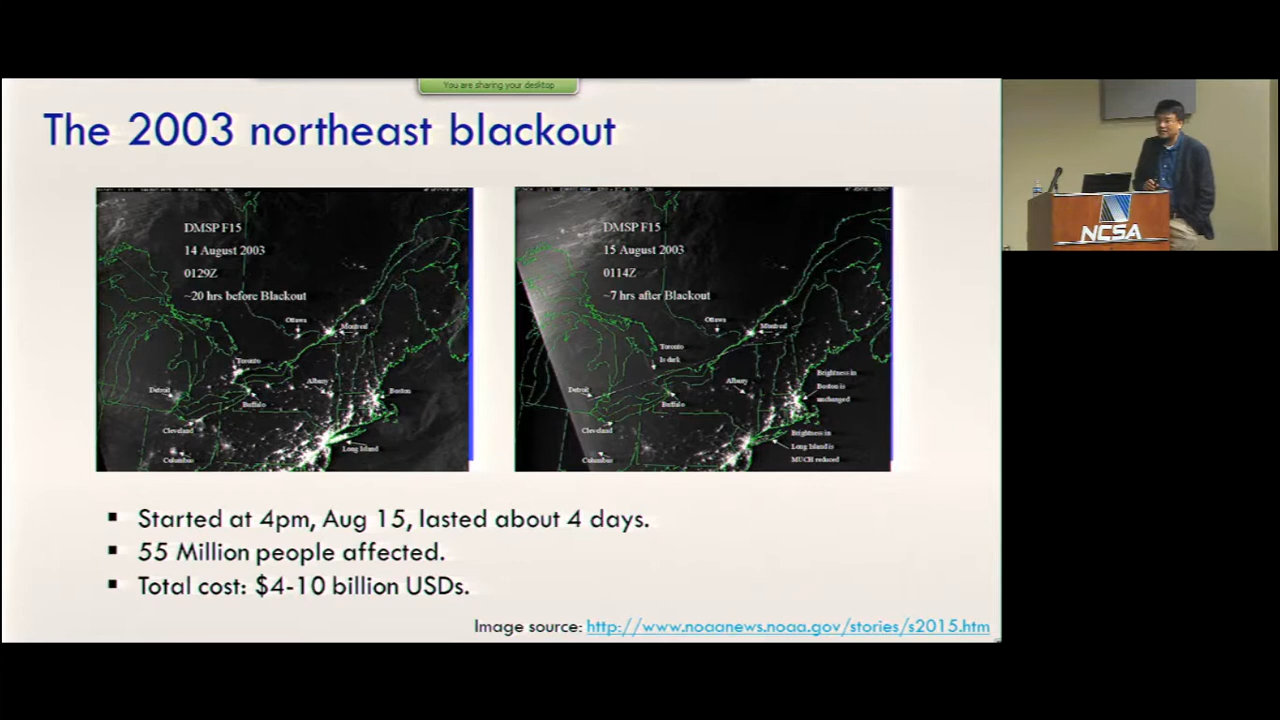 You are sharing your desktop
The 2003 northeast blackout
DMSP F15
14 August 2003
0129Z
~20 hrs before Blackout
Ottawa
Montreal
Toronto
Detroit
Albany
Boston
Buffalo
Cleveland
Long Island
Columbus
DMSP F15
15 August 2003
0114Z
~7 hrs after Blackout
Ottawa
Montreal
Toronto
Is dark
Detroit
Albany
Brightness in
Boston is
unchanged
Buffalo
Cleveland
Brightness in
Long Island is
MUCH reduced
Columbus
▪ Started at 4pm, Aug 15, lasted about 4 days.
▪ 55 Million people affected.
▪ Total cost: $4-10 billion USDs.
Image source: http://www.noaanews.noaa.gov/stories/s2015.htm
NCSA